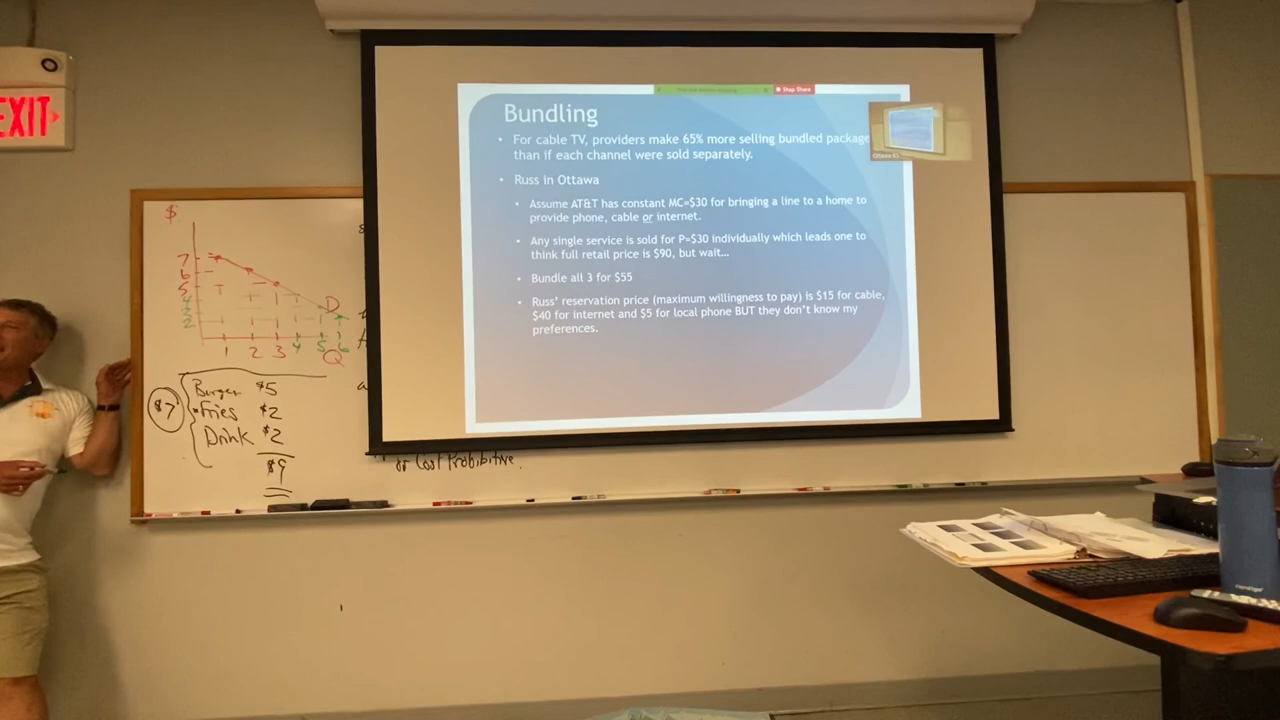 EXIT
Stop Share
Bundling
• For cable TV, providers make 65% more selling bundled package
than if each channel were sold separately.
• Russ in Ottawa
• Assume AT&T has constant MC=$30 for bringing a line to a home to
provide phone, cable or internet.
• Any single service is sold for P=$30 individually which leads one to
think full retail price is $90, but wait…
• Bundle all 3 for $55
• Russ’ reservation price (maximum willingness to pay) is $15 for cable,
$40 for internet and $5 for local phone BUT they don’t know my
preferences.
$
7
6
5
4
3
2
D
1 2 3 4 5 6
Q
$7
Burger $5
Fries $2
Drink $2
$9
or Cost Prohibitive.